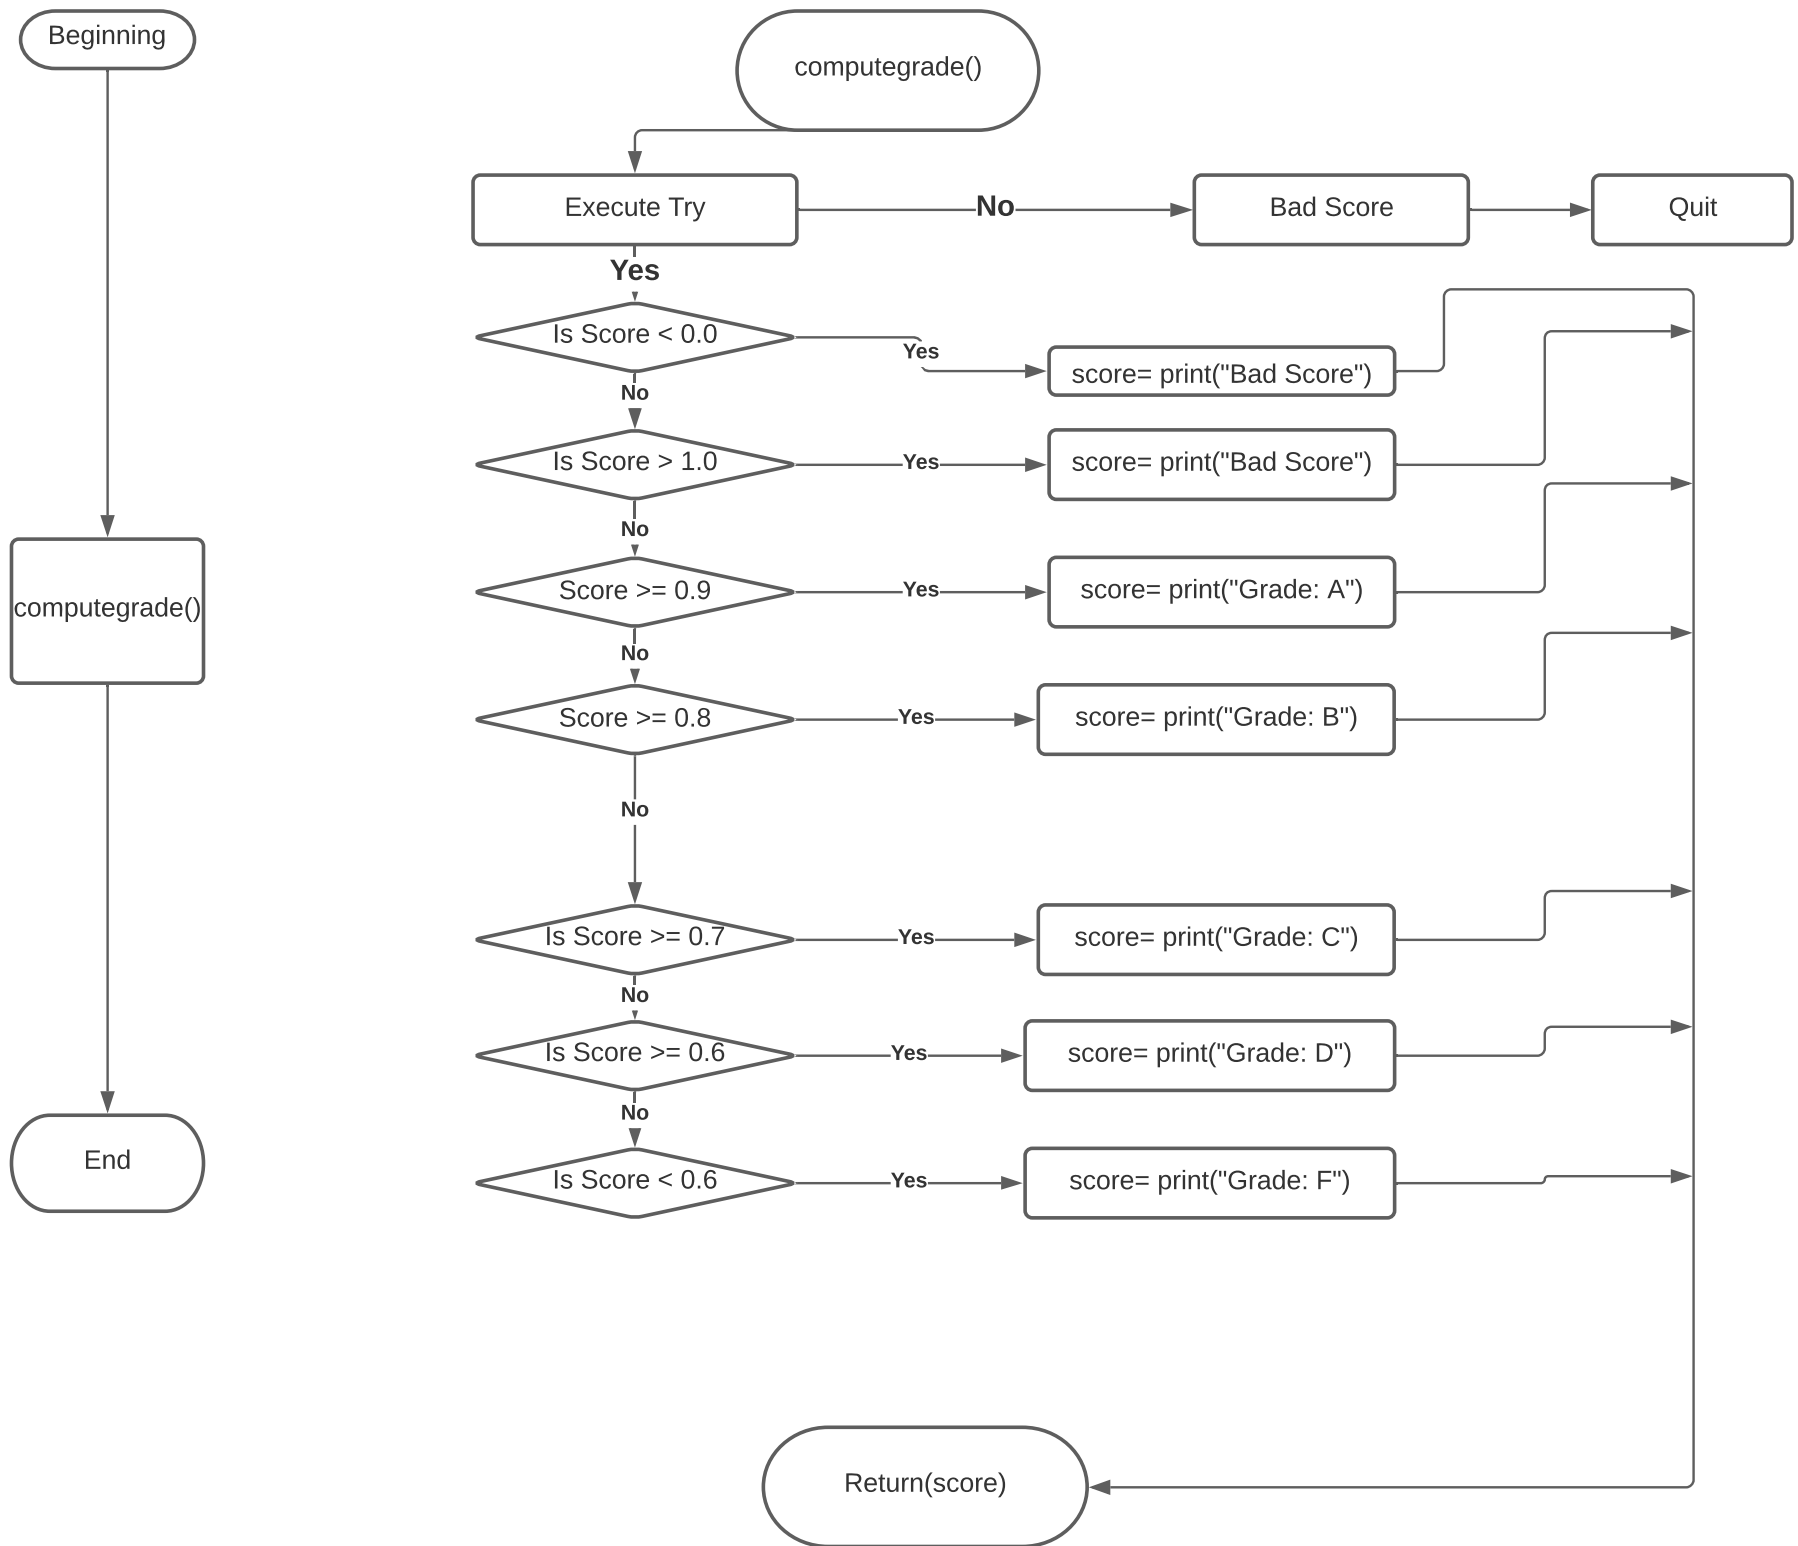 Beginning
computegrade()
End
computegrade()
Execute Try
No
Bad Score
Quit
Yes
Is Score < 0.0
Yes
score= print("Bad Score")
No
Is Score > 1.0
Yes
score= print("Bad Score")
No
Score >= 0.9
Yes
score= print("Grade: A")
No
Score >= 0.8
Yes
score= print("Grade: B")
No
Is Score >= 0.7
Yes
score= print("Grade: C")
No
Is Score >= 0.6
Yes
score= print("Grade: D")
No
Is Score < 0.6
Yes
score= print("Grade: F")
Return(score)